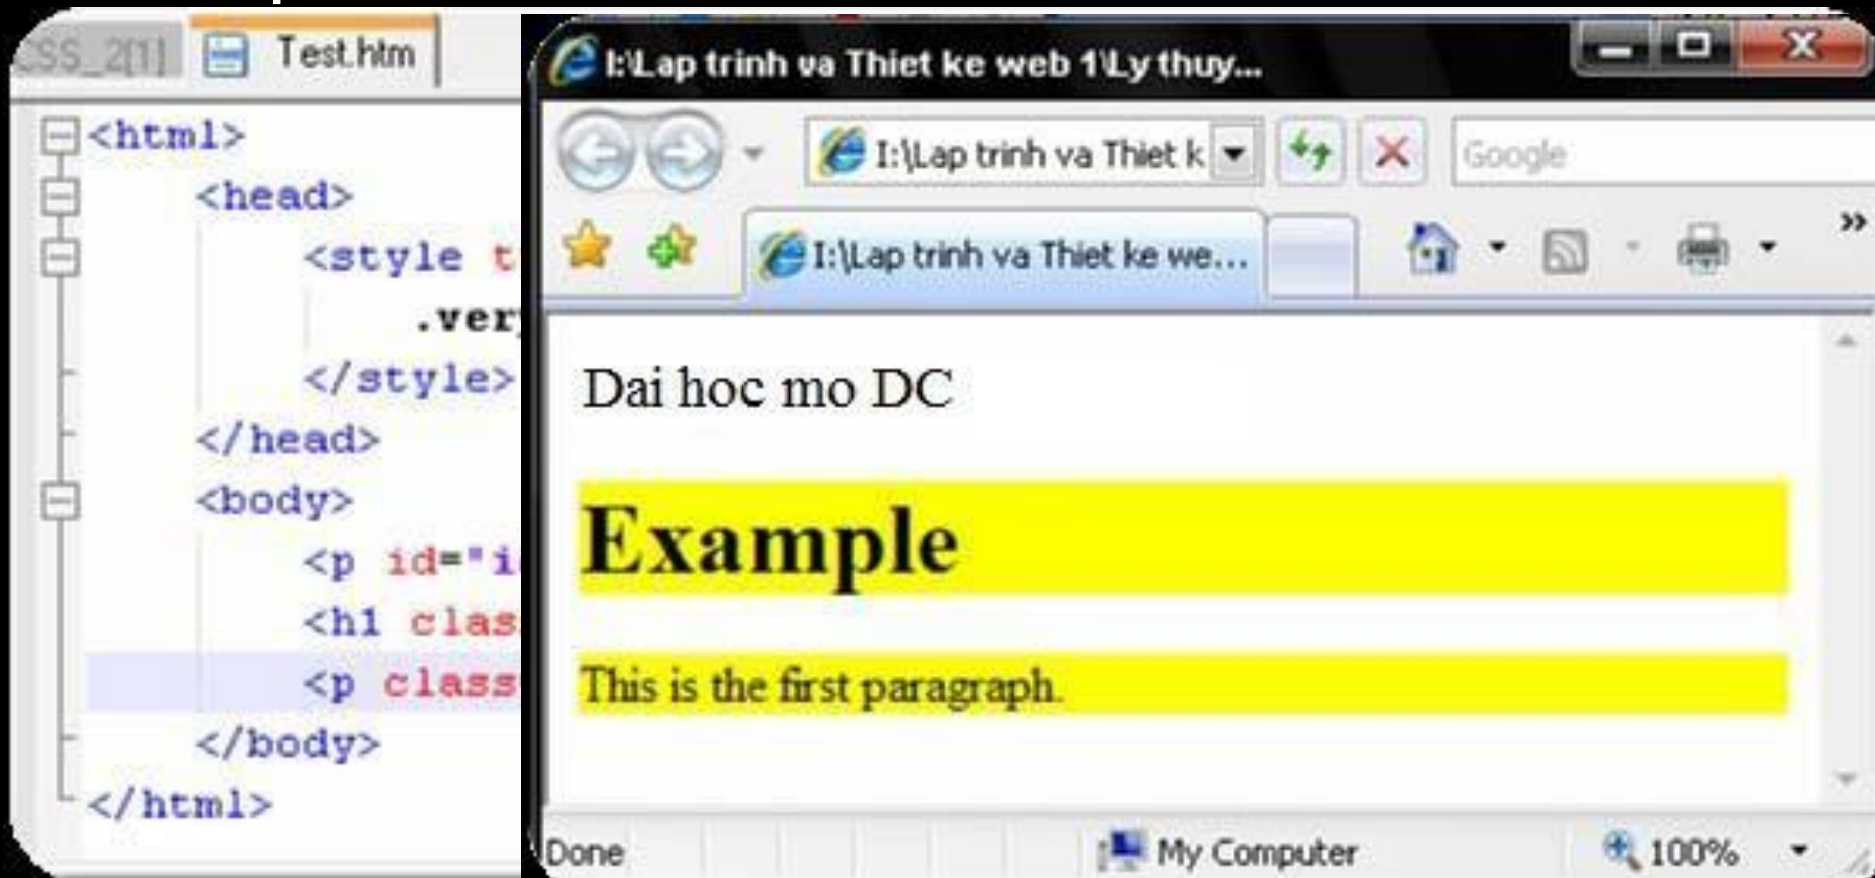 CSS_2[1] Test.htm
<html>
<head>
<style t
.very
</style>
</head>
<body>
<p id="i
<h1 clas
<p class
</body>
</html>
I:\Lap trinh va Thiet ke web 1\Ly thuy...
I:\Lap trinh va Thiet k
Google
I:\Lap trinh va Thiet ke we...
»
Dai hoc mo DC
Example
This is the first paragraph.
Done
My Computer
100%